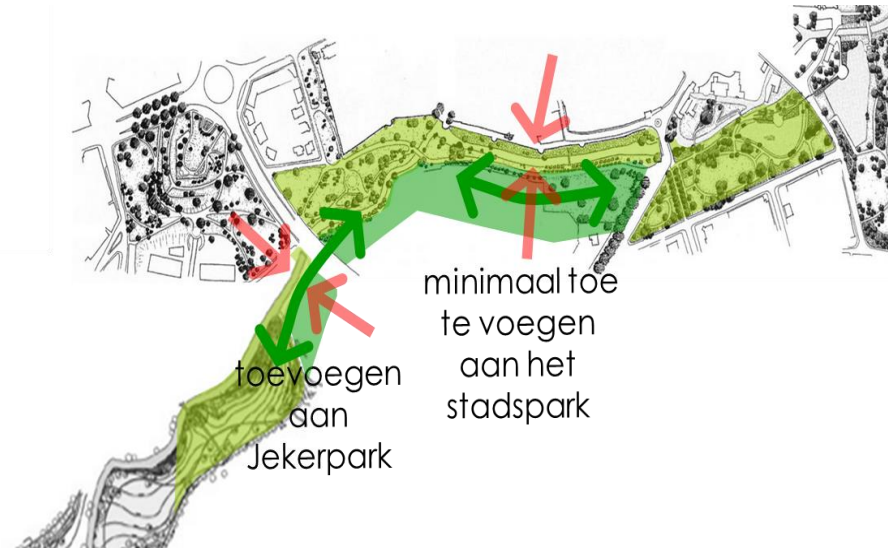 minimaal toe
te voegen
aan het
stadspark
toevoegen
aan
Jekerpark